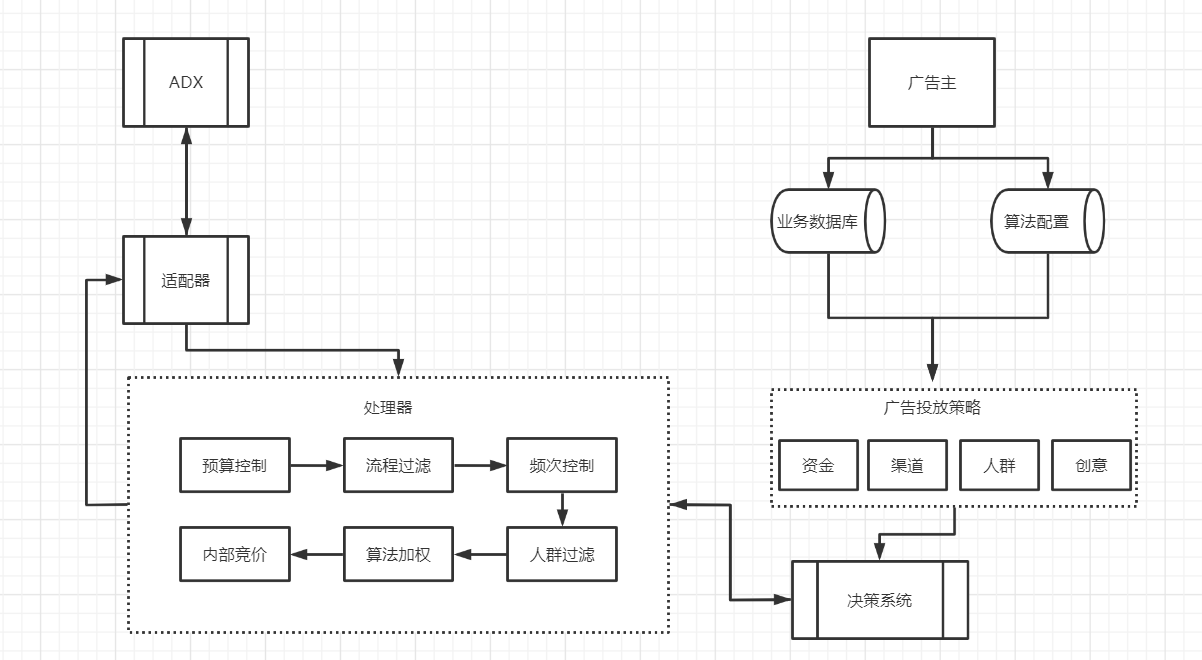 ADX
广告主
业务数据库
算法配置
适配器
处理器
预算控制
流程过滤
频次控制
内部竞价
算法加权
人群过滤
广告投放策略
资金
渠道
人群
创意
决策系统